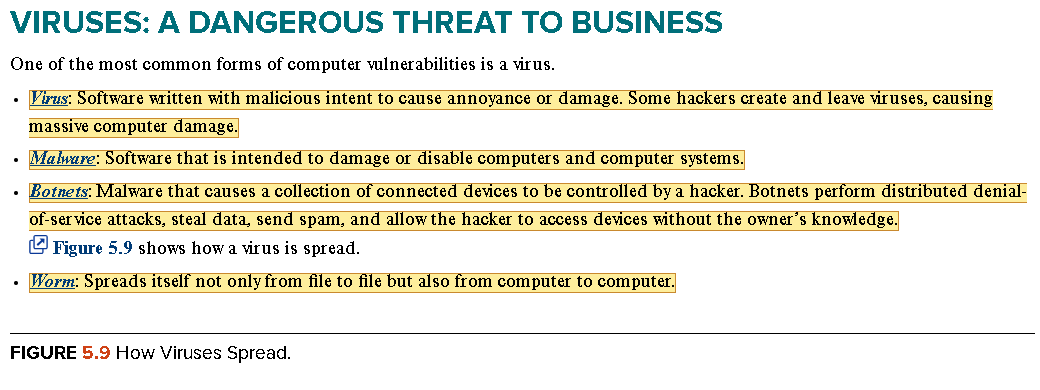 VIRUSES: A DANGEROUS THREAT TO BUSINESS
One of the most common forms of computer vulnerabilities is a virus.
• Virus: Software written with malicious intent to cause annoyance or damage. Some hackers create and leave viruses, causing
massive computer damage.
• Malware: Software that is intended to damage or disable computers and computer systems.
• Botnets: Malware that causes a collection of connected devices to be controlled by a hacker. Botnets perform distributed denial-
of-service attacks, steal data, send spam, and allow the hacker to access devices without the owner's knowledge.
Figure 5.9 shows how a virus is spread.
• Worm: Spreads itself not only from file to file but also from computer to computer.
FIGURE 5.9 How Viruses Spread.